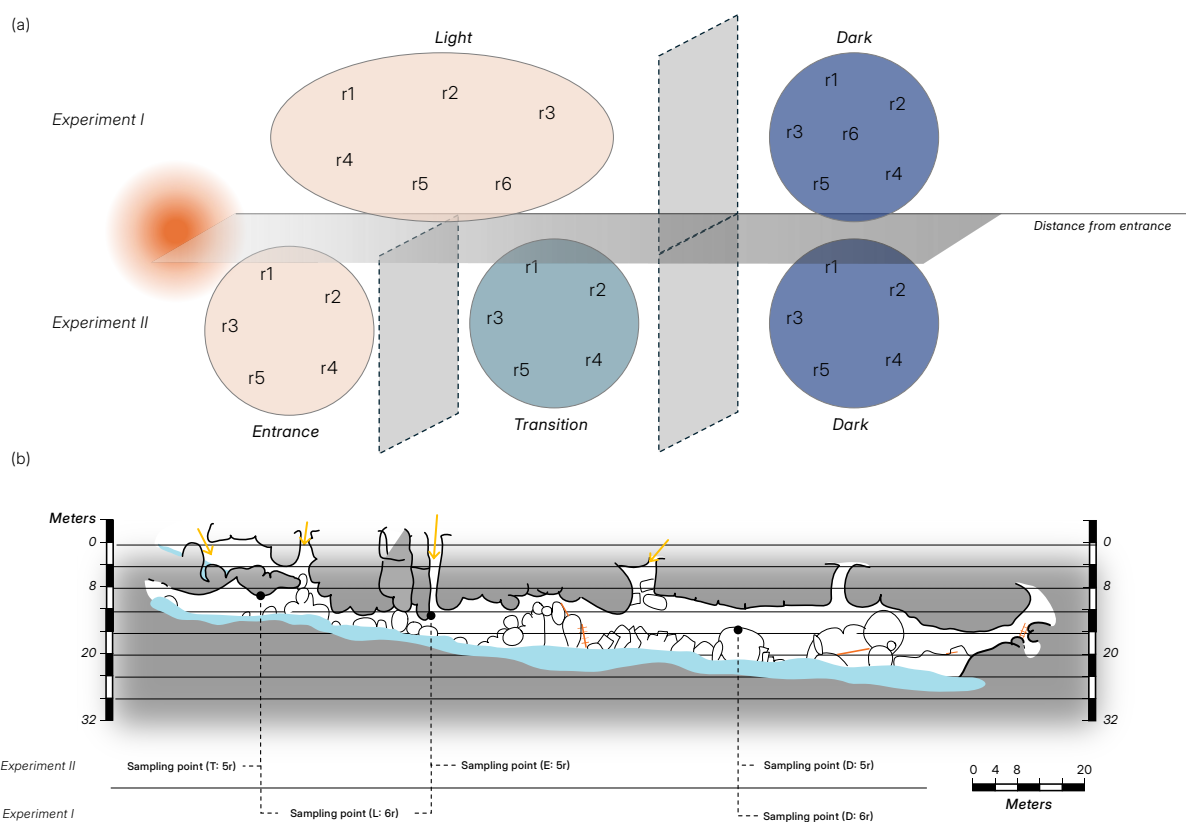 (a)
Light
Dark
Experiment I
r1
r2
r3
r4
r5
r6
r1
r2
r3
r6
r4
r5
Distance from entrance
Experiment II
r1
r2
r3
r4
r5
r1
r2
r3
r4
r5
r1
r2
r3
r4
r5
Entrance
Transition
Dark
(b)
Meters
0
8
20
32
0
8
20
32
Experiment II
Sampling point (T: 5r)
Sampling point (E: 5r)
Sampling point (D: 5r)
Experiment I
Sampling point (L: 6r)
Sampling point (D: 6r)
0 4 8 20
Meters